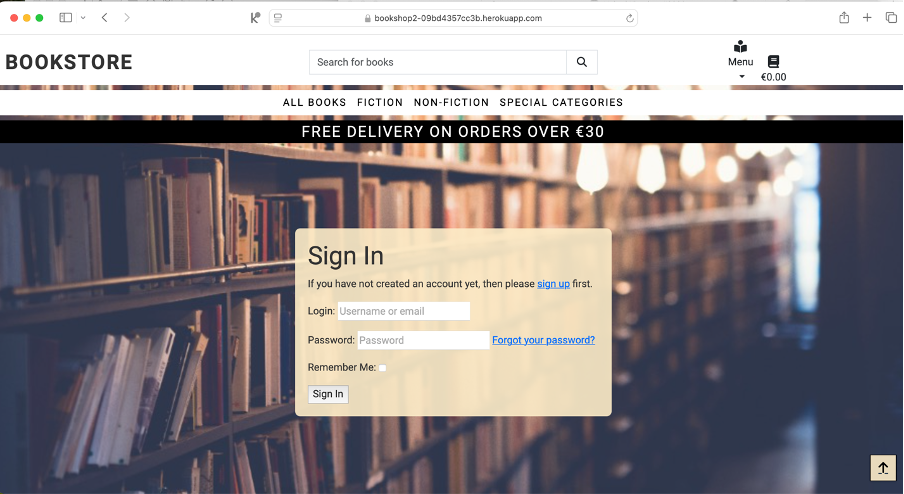 bookshop2-09bd4357cc3b.herokuapp.com
BOOKSTORE
Search for books
Menu
€0.00
ALL BOOKS FICTION NON-FICTION SPECIAL CATEGORIES
FREE DELIVERY ON ORDERS OVER €30
Sign In
If you have not created an account yet, then please sign up first.
Login: Username or email
Password: Password Forgot your password?
Remember Me:
Sign In